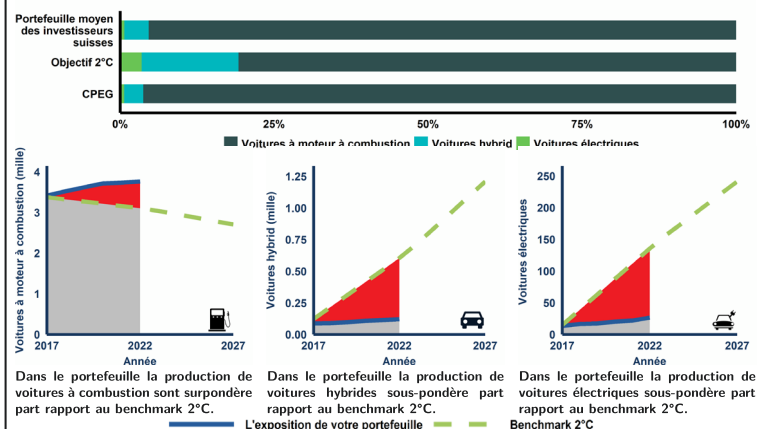 Portefeuille moyen
des investisseurs
suisses
Objectif 2°C
CPEG
0% 25% 50% 75% 100%
Voitures à moteur à combustion Voitures hybrid Voitures électriques
Voitures à moteur à combustion (mille)
4
3
2
1
0
2017 2022 2027
Année
Voitures hybrid (mille)
1.25
1.00
0.75
0.50
0.25
0.00
2017 2022 2027
Année
Voitures électriques
250
200
150
100
50
0
2017 2022 2027
Année
Dans le portefeuille la production de
voitures à combustion sont surpondère
part rapport au benchmark 2°C.
Dans le portefeuille la production de
voitures hybrides sous-pondère part
rapport au benchmark 2°C.
Dans le portefeuille la production de
voitures électriques sous-pondère part
rapport au benchmark 2°C.
L'exposition de votre portefeuille Benchmark 2°C